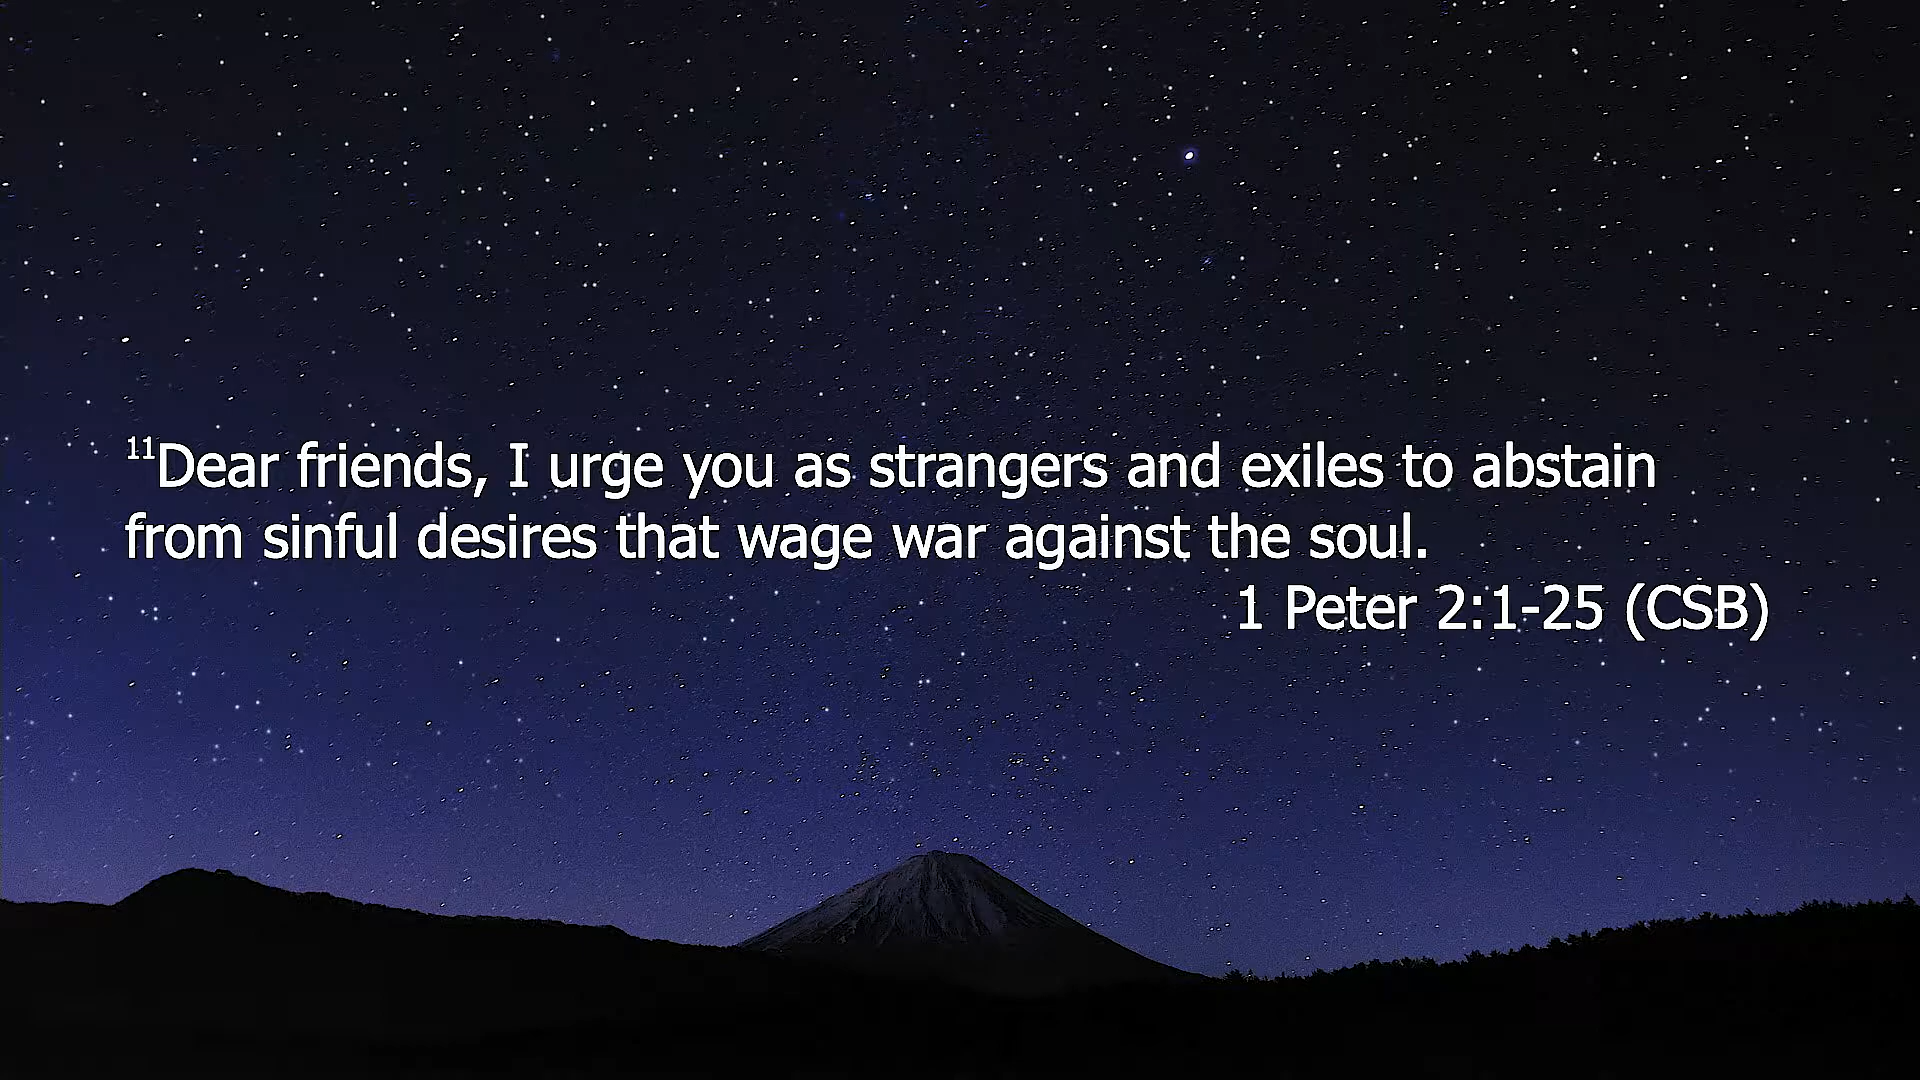 11Dear friends, I urge you as strangers and exiles to abstain
from sinful desires that wage war against the soul.
1 Peter 2:1-25 (CSB)